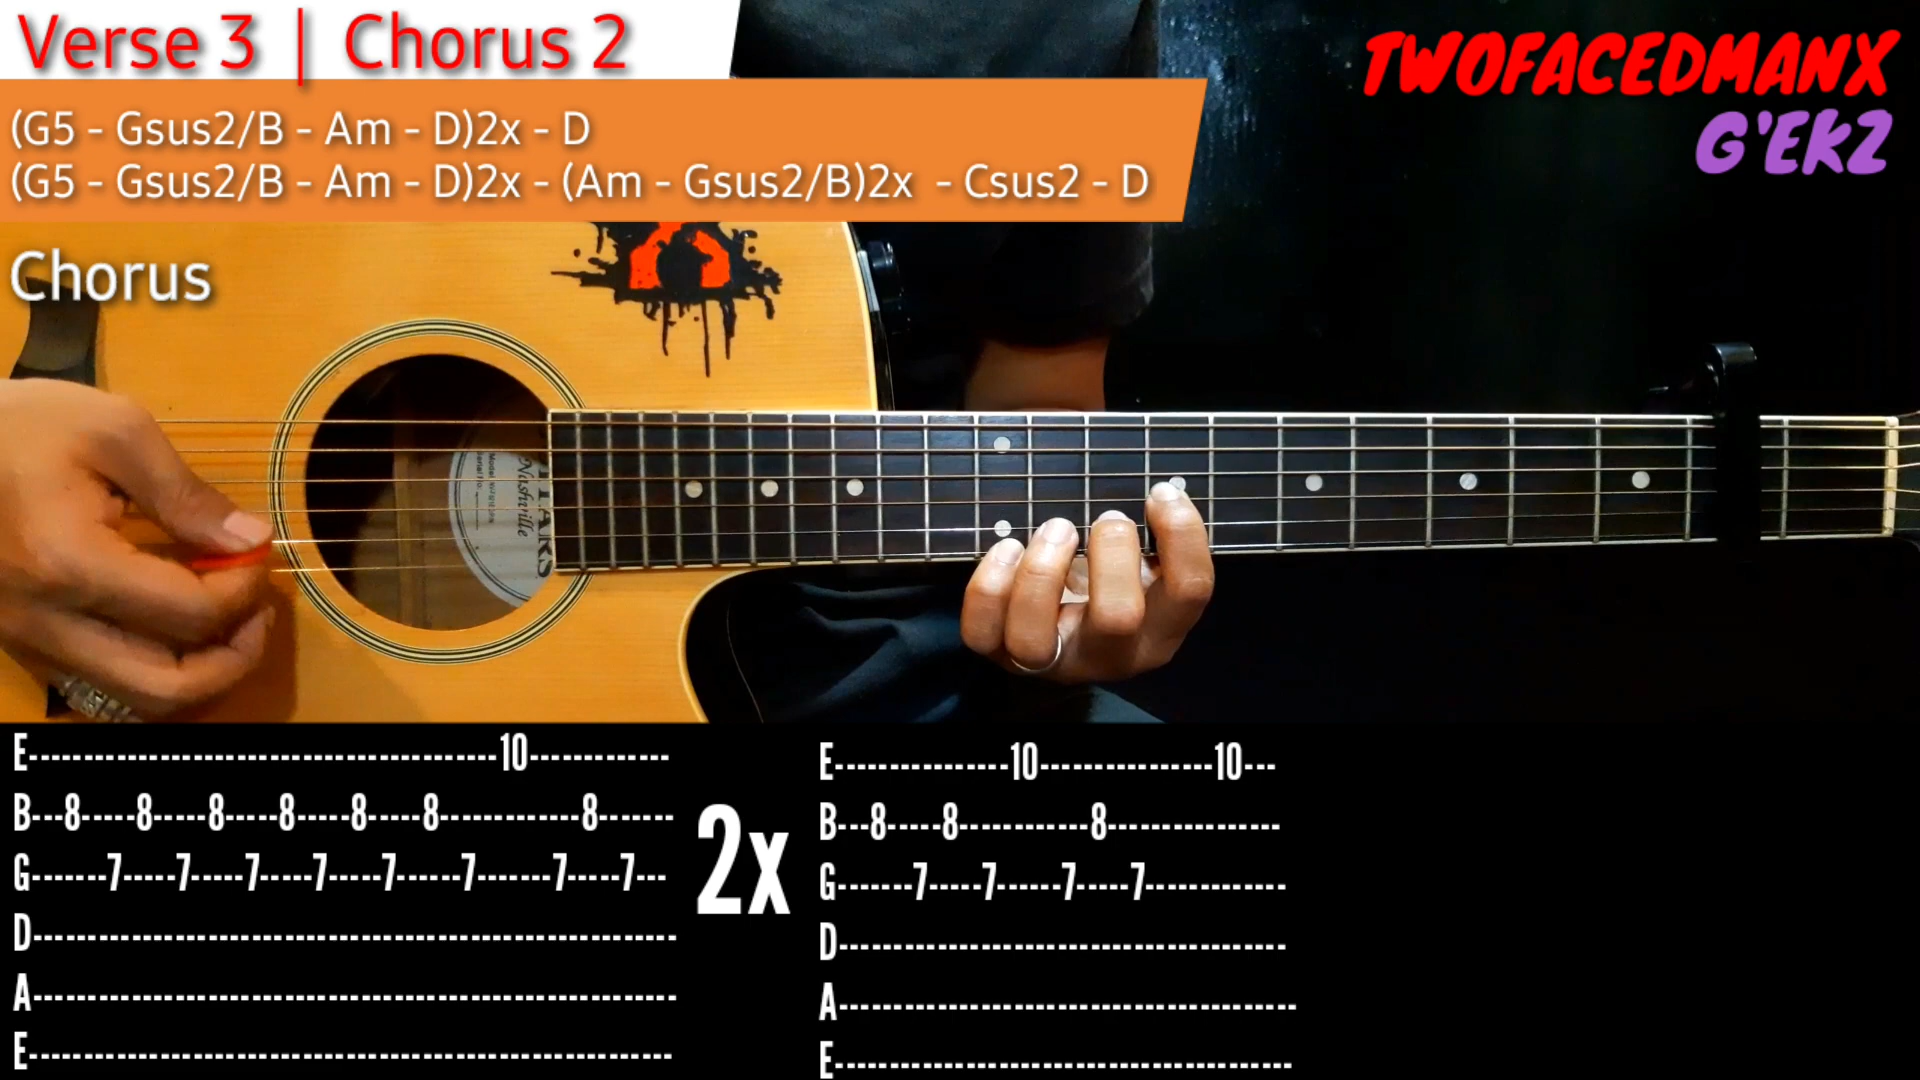 Verse 3 | Chorus 2
TWOFACEDMANX
G'EKZ
(G5 - Gsus2/B - Am - D)2x - D
(G5 - Gsus2/B - Am - D)2x - (Am - Gsus2/B)2x - Csus2 - D
Chorus
Nashville
E---------------------------------------------10-------------
B---8-----8-----8-----8-----8-----8-------------8-------
G-------7-----7-----7-----7-----7------7-------7-----7---
D--------------------------------------------------------------
A--------------------------------------------------------------
E--------------------------------------------------------------
2x
E----------------10----------------10---
B---8-----8------------8----------------
G-------7-----7------7-----7-------------
D-------------------------------------------
A--------------------------------------------
E--------------------------------------------